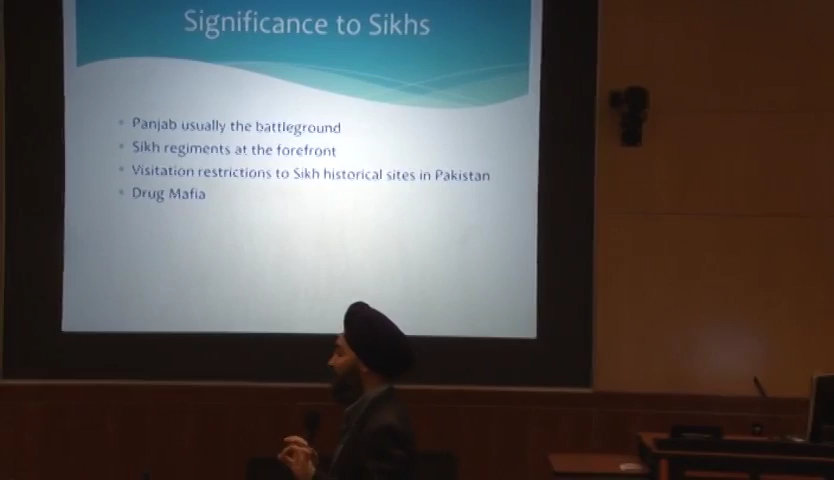 Significance to Sikhs
Panjab usually the battleground
Sikh regiments at the forefront
Visitation restrictions to Sikh historical sites in Pakistan
Drug Mafia